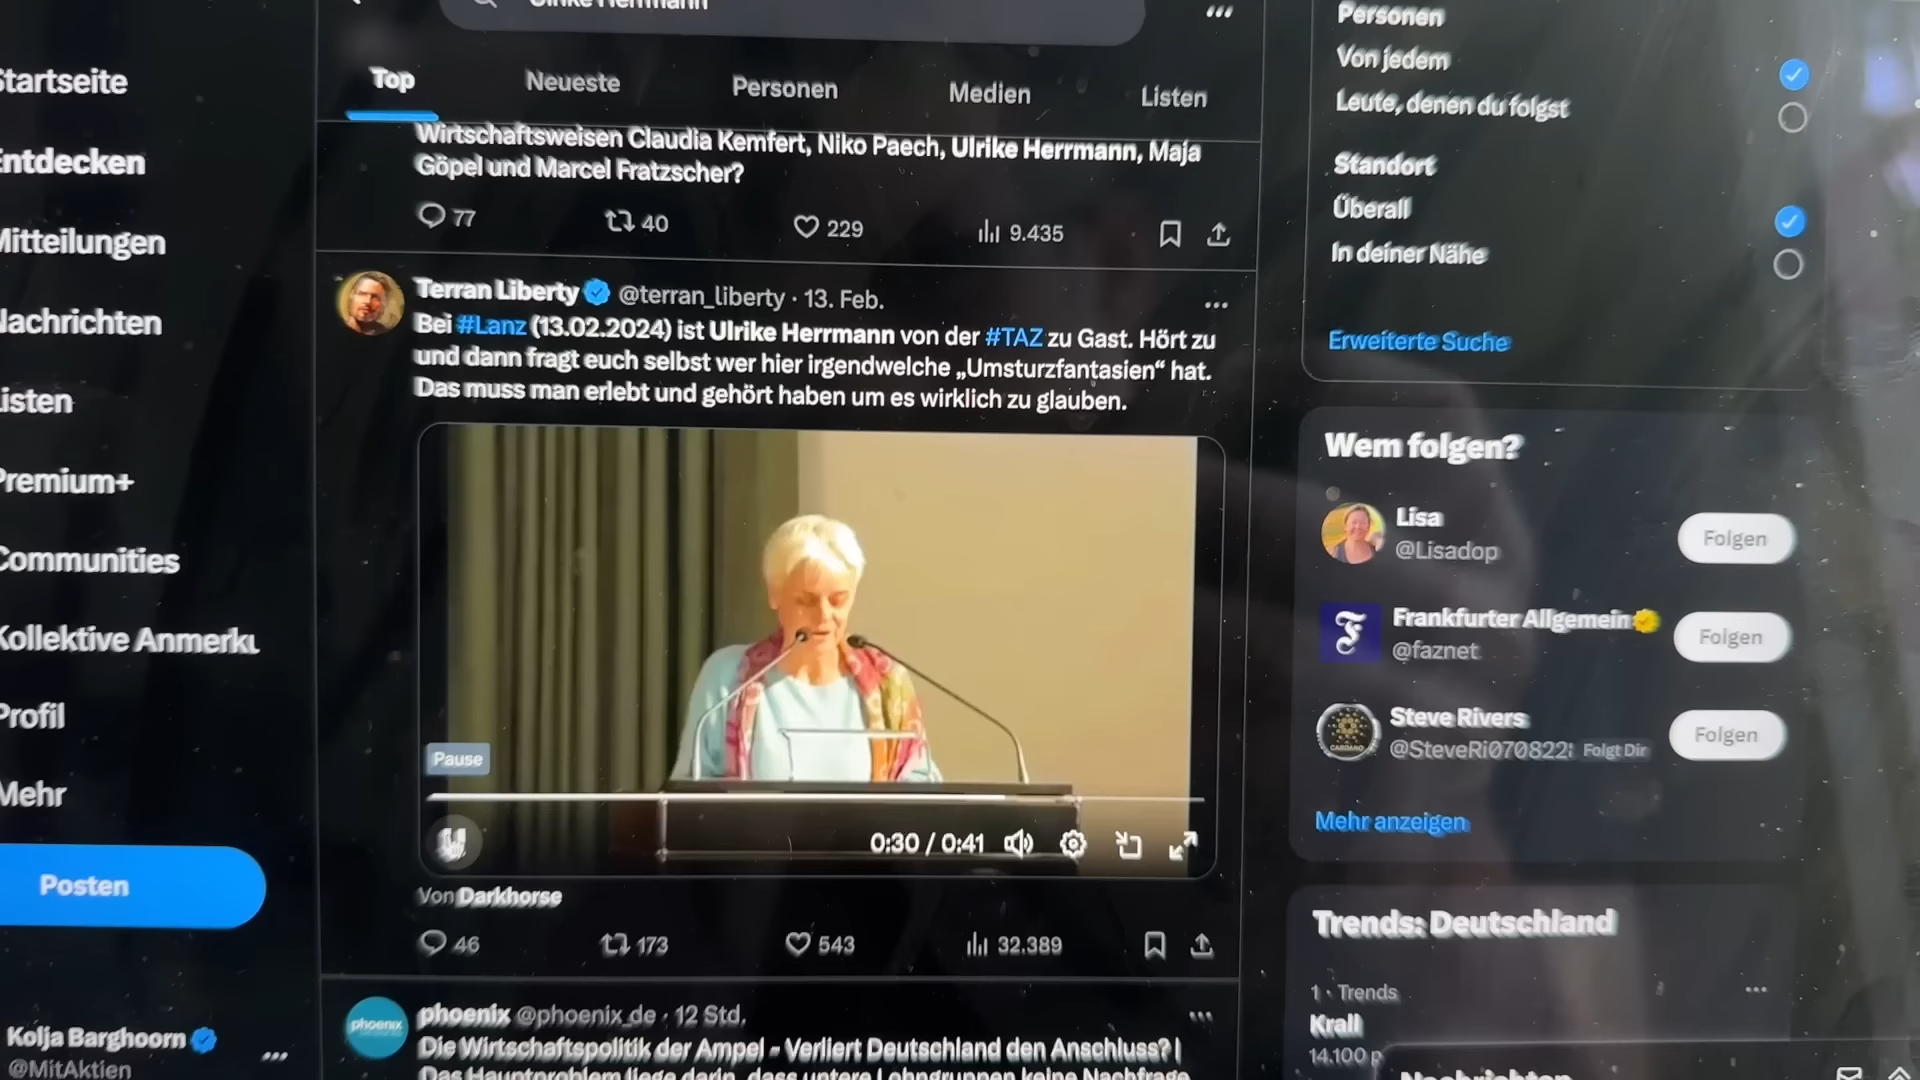 Startseite
Entdecken
Mitteilungen
Nachrichten
Listen
Premium+
Communities
Kollektive Anmerku
Profil
Mehr
Posten
Kolja Barghoorn
@MitAktien
Ulrike Herrmann
Top
Neueste
Personen
Medien
Listen
Wirtschaftsweisen Claudia Kemfert, Niko Paech, Ulrike Herrmann, Maja
Göpel und Marcel Fratzscher?
77
40
229
9.435
Terran Liberty @terran_liberty · 13. Feb.
Bei #Lanz (13.02.2024) ist Ulrike Herrmann von der #TAZ zu Gast. Hört zu
und dann fragt euch selbst wer hier irgendwelche „Umsturzfantasien“ hat.
Das muss man erlebt und gehört haben um es wirklich zu glauben.
Pause
0:30 / 0:41
Von Darkhorse
46
173
543
32.389
phoenix
phoenix @phoenix_de · 12 Std.
Die Wirtschaftspolitik der Ampel - Verliert Deutschland den Anschluss? |
Das Hauptproblem liege darin, dass untere Lohngruppen keine Nachfrage
Personen
Von jedem
Leute, denen du folgst
Standort
Überall
In deiner Nähe
Erweiterte Suche
Wem folgen?
Lisa
@Lisadop
Folgen
Frankfurter Allgemein
@faznet
Folgen
CARDANO
Steve Rivers
@SteveRi070822 Folgt Dir
Folgen
Mehr anzeigen
Trends: Deutschland
1 · Trends
Krall
14.100 p
Nachrichten